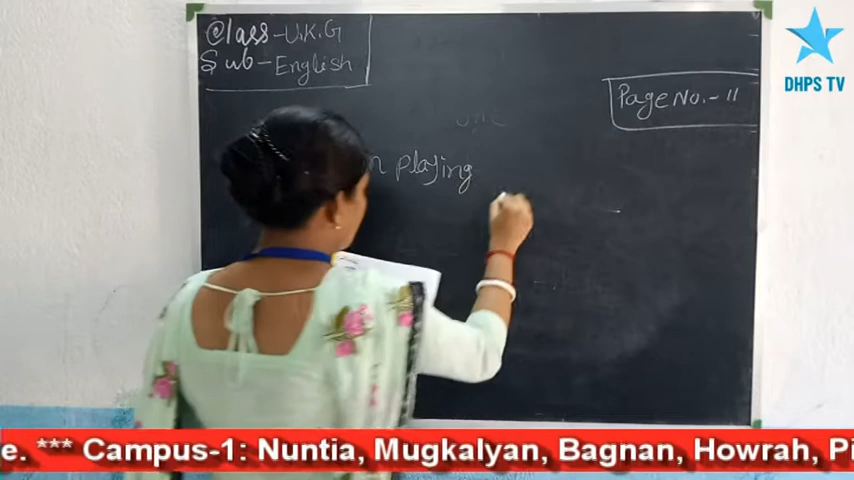 Class - U.K.G
Sub - English
Page No. - 11
n playing
DHPS TV
e. *** Campus-1: Nuntia, Mugkalyan, Bagnan, Howrah, Pi